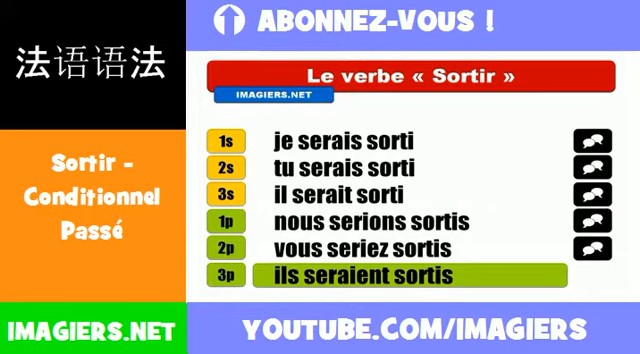 法语语法
ABONNEZ-VOUS !
Le verbe « Sortir »
IMAGIERS.NET
Sortir -
Conditionnel
Passé
1s je serais sorti
2s tu serais sorti
3s il serait sorti
1p nous serions sortis
2p vous seriez sortis
3p ils seraient sortis
IMAGIERS.NET
YOUTUBE.COM/IMAGIERS